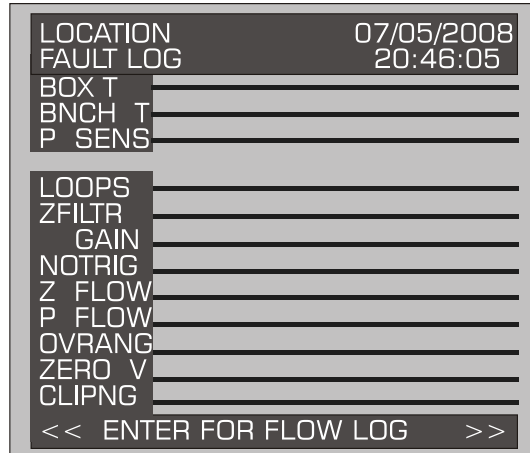 LOCATION 07/05/2008
FAULT LOG 20:46:05
BOX T
BNCH T
P SENS
LOOPS
ZFILTR
GAIN
NOTRIG
Z FLOW
P FLOW
OVRANG
ZERO V
CLIPNG
<< ENTER FOR FLOW LOG >>